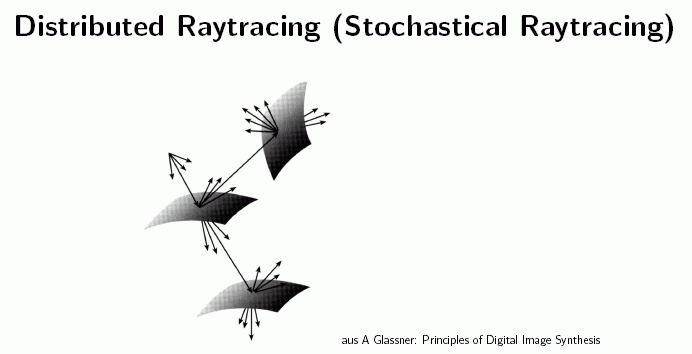 Distributed Raytracing (Stochastical Raytracing)
aus A Glassner: Principles of Digital Image Synthesis